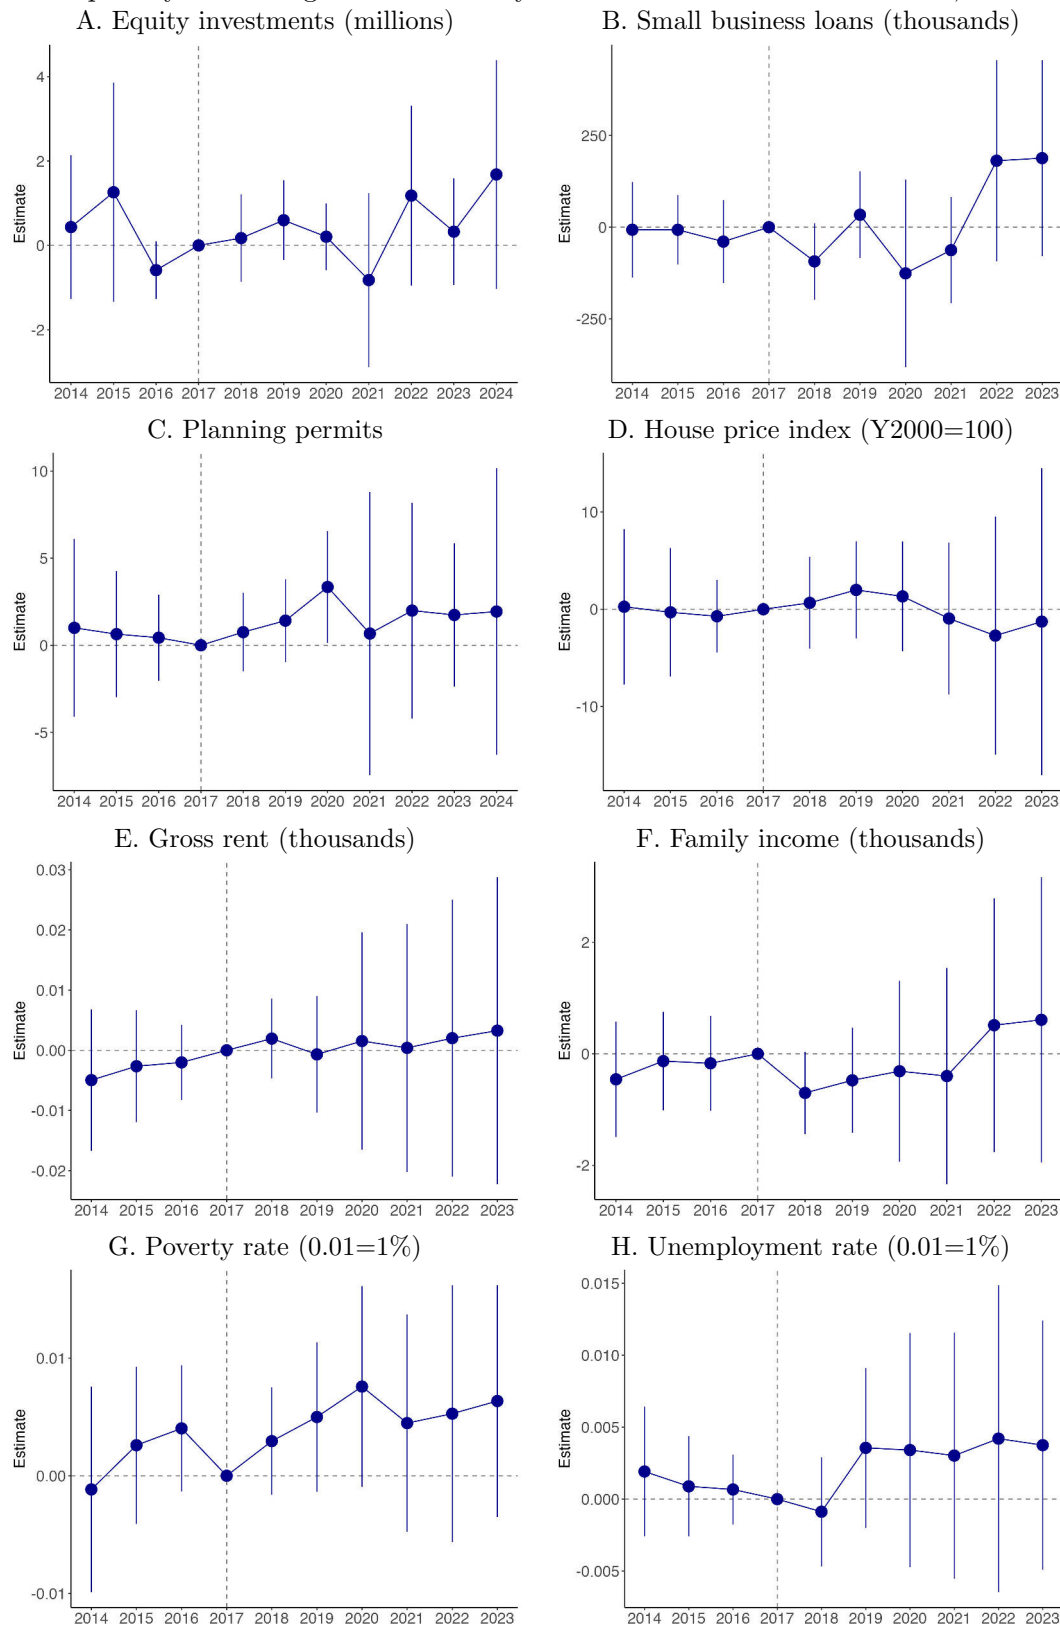 A. Equity investments (millions)
4
2
0
-2
Estimate
2014 2015 2016 2017 2018 2019 2020 2021 2022 2023 2024
B. Small business loans (thousands)
250
0
-250
Estimate
2014 2015 2016 2017 2018 2019 2020 2021 2022 2023
C. Planning permits
10
5
0
-5
Estimate
2014 2015 2016 2017 2018 2019 2020 2021 2022 2023 2024
D. House price index (Y2000=100)
10
0
-10
Estimate
2014 2015 2016 2017 2018 2019 2020 2021 2022 2023
E. Gross rent (thousands)
0.03
0.02
0.01
0.00
-0.01
-0.02
Estimate
2014 2015 2016 2017 2018 2019 2020 2021 2022 2023
F. Family income (thousands)
2
0
-2
Estimate
2014 2015 2016 2017 2018 2019 2020 2021 2022 2023
G. Poverty rate (0.01=1%)
0.01
0.00
-0.01
Estimate
2014 2015 2016 2017 2018 2019 2020 2021 2022 2023
H. Unemployment rate (0.01=1%)
0.015
0.010
0.005
0.000
-0.005
Estimate
2014 2015 2016 2017 2018 2019 2020 2021 2022 2023